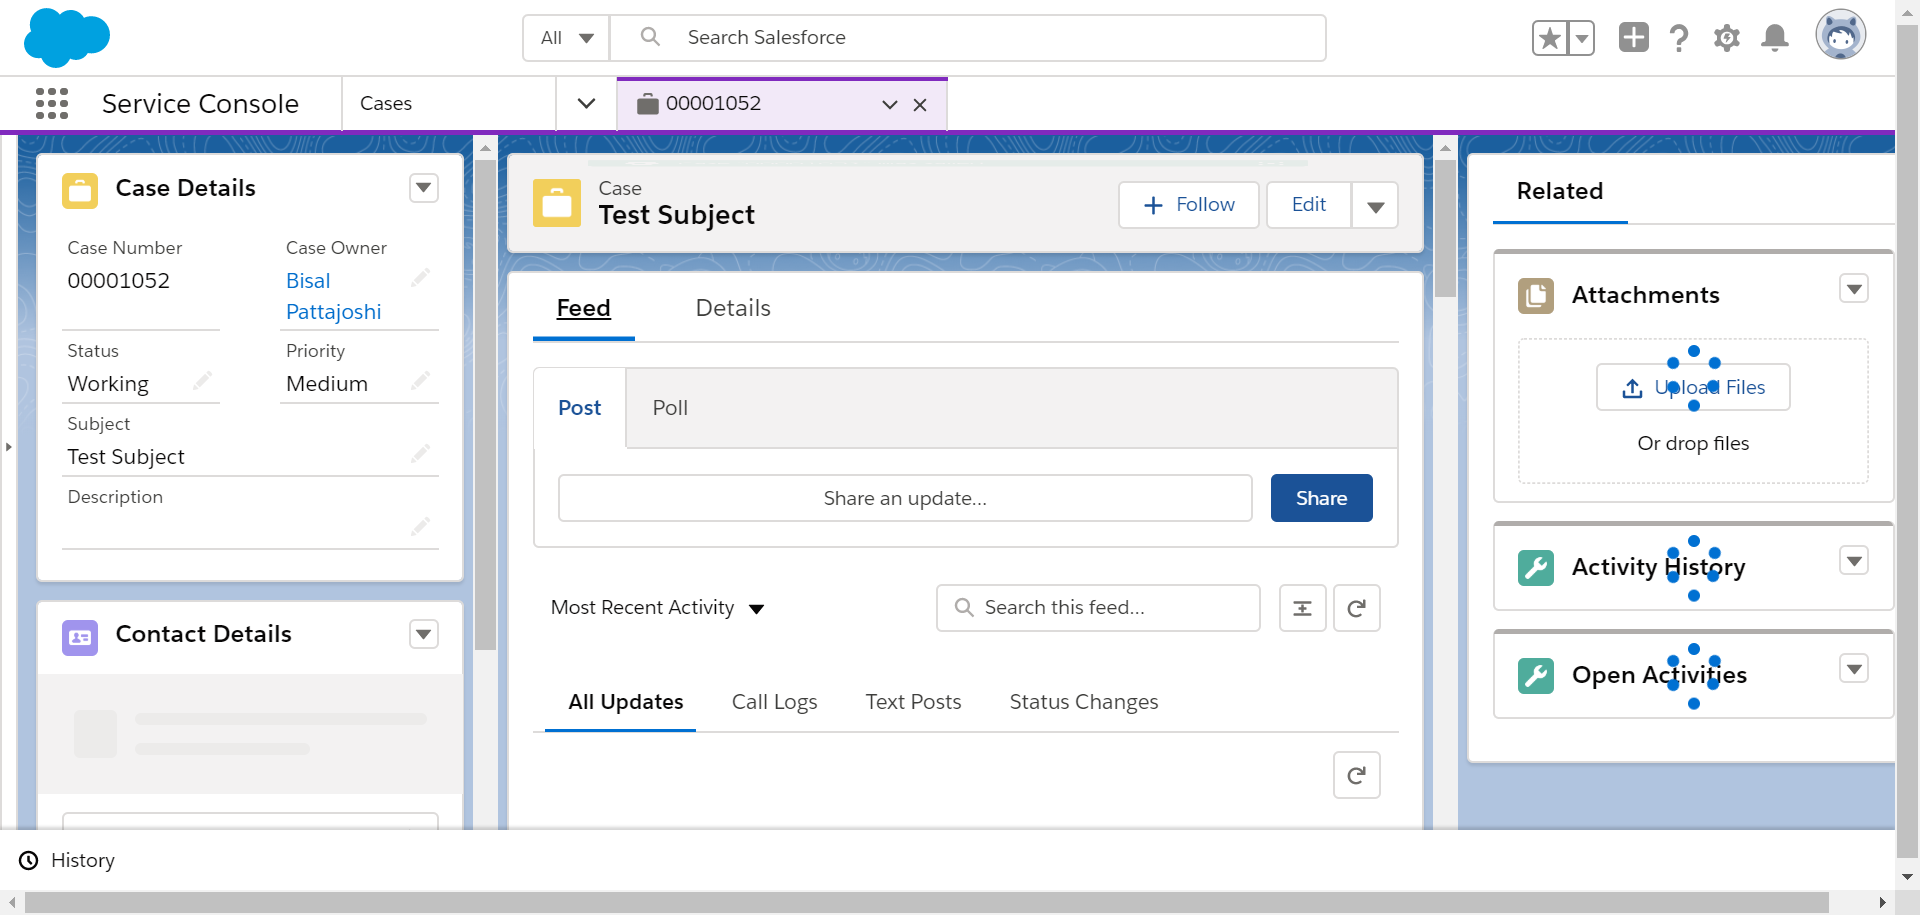 All
Search Salesforce
Service Console
Cases
00001052
Case Details
Case Number
00001052
Case Owner
Bisal
Pattajoshi
Status
Working
Priority
Medium
Subject
Test Subject
Description
Contact Details
Case
Test Subject
Follow
Edit
Feed
Details
Post
Poll
Share an update...
Share
Most Recent Activity
Search this feed...
All Updates
Call Logs
Text Posts
Status Changes
Related
Attachments
Upload Files
Or drop files
Activity History
Open Activities
History